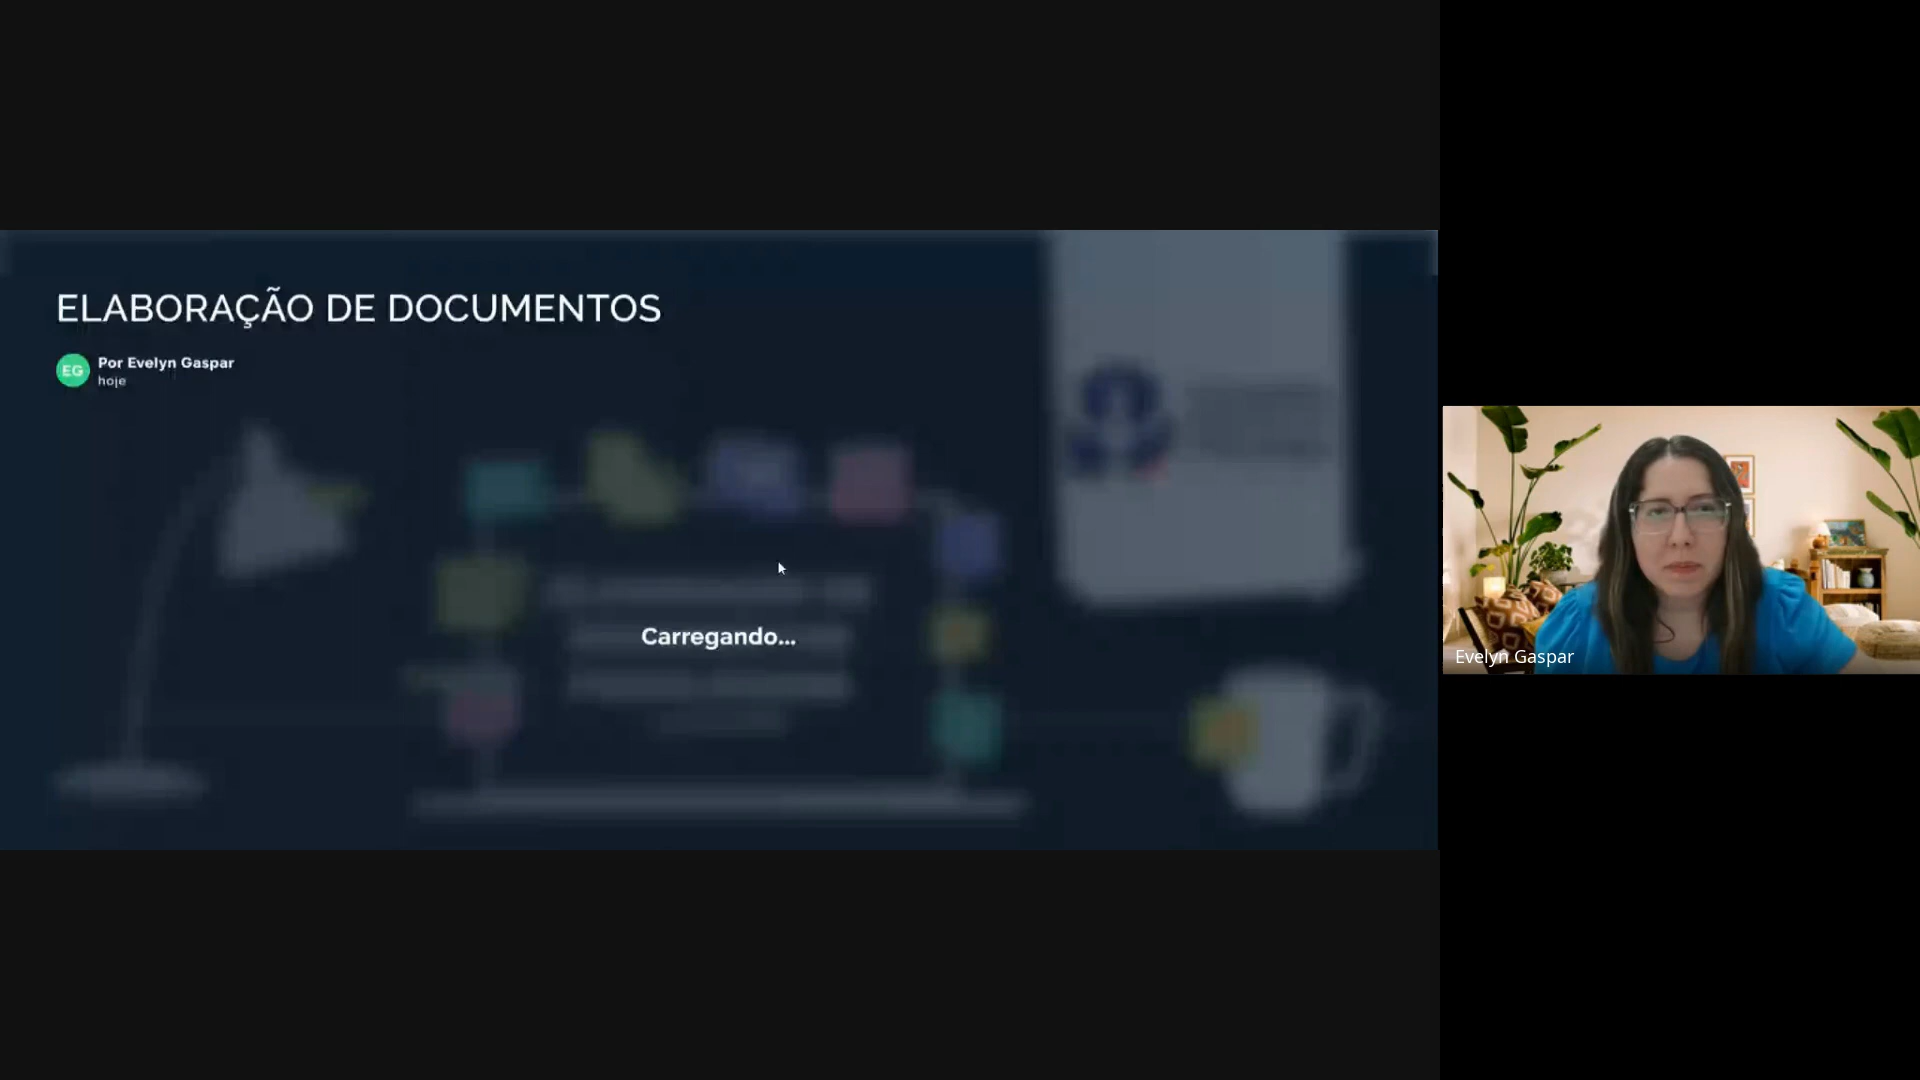 ELABORAÇÃO DE DOCUMENTOS
EG
Por Evelyn Gaspar
hoje
Carregando...
Evelyn Gaspar